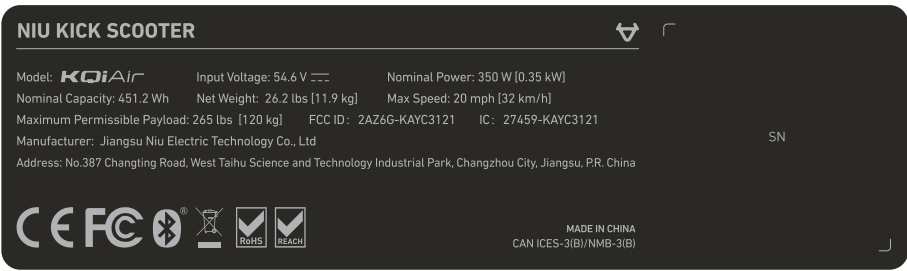 NIU KICK SCOOTER
Model: KQiAir Input Voltage: 54.6 V Nominal Power: 350 W [0.35 kW]
Nominal Capacity: 451.2 Wh Net Weight: 26.2 lbs [11.9 kg] Max Speed: 20 mph [32 km/h]
Maximum Permissible Payload: 265 lbs [120 kg] FCC ID: 2AZ6G-KAYC3121 IC: 27459-KAYC3121
Manufacturer: Jiangsu Niu Electric Technology Co., Ltd
Address: No.387 Changting Road, West Taihu Science and Technology Industrial Park, Changzhou City, Jiangsu, P.R. China
SN
CE FC ® RoHS REACH
MADE IN CHINA
CAN ICES-3(B)/NMB-3(B)